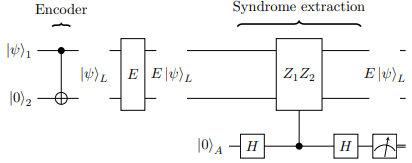 Encoder
Syndrome extraction
|ψ⟩₁ |ψ⟩_L E E|ψ⟩_L Z₁Z₂ E|ψ⟩_L
|0⟩₂
|0⟩_A H H